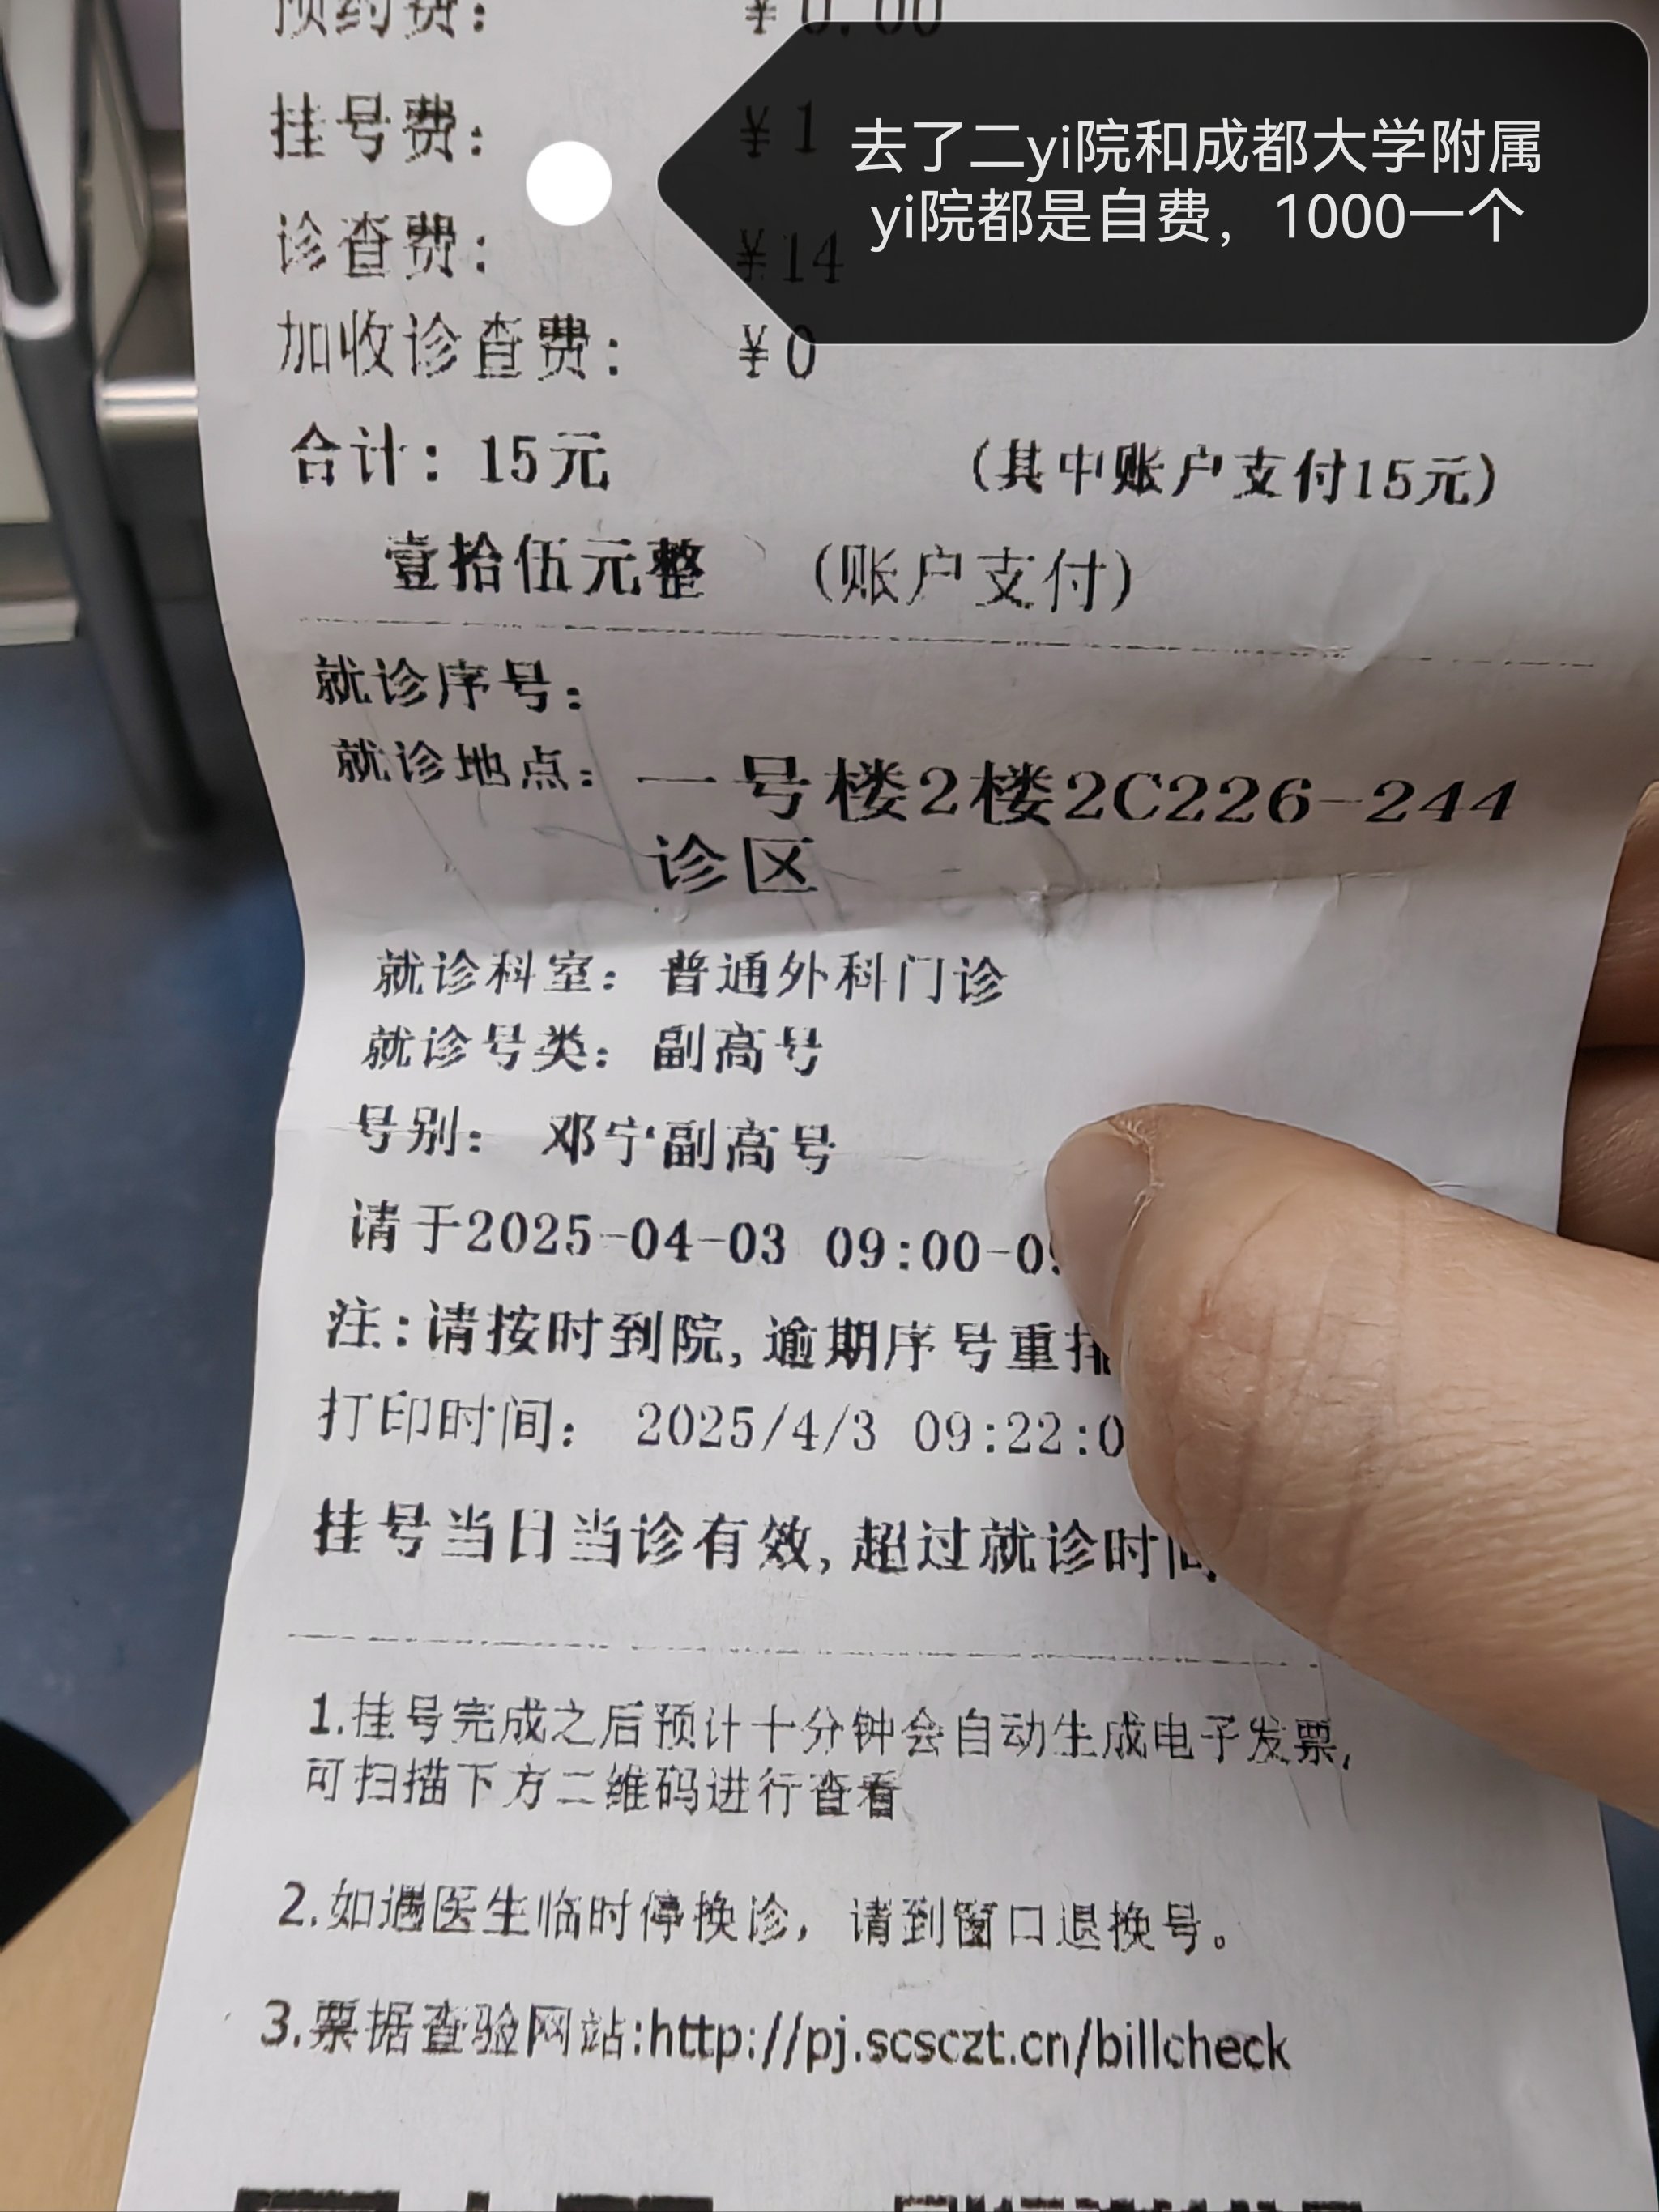 预约费： ￥0.00
去了二yi院和成都大学附属
yi院都是自费，1000一个
挂号费： ￥1
诊查费： ￥14
加收诊查费： ￥0
合计：15元 (其中账户支付15元)
壹拾伍元整 (账户支付)
就诊序号：
就诊地点：一号楼2楼2C226-244
诊区
就诊科室：普通外科门诊
就诊号类：副高号
号别： 邓宁副高号
请于2025-04-03 09:00-0
注:请按时到院,逾期序号重排
打印时间： 2025/4/3 09:22:0
挂号当日当诊有效,超过就诊时间
1.挂号完成之后预计十分钟会自动生成电子发票,
可扫描下方二维码进行查看
2.如遇医生临时停换诊，请到窗口退换号。
3.票据查验网站:http://pj.scsczt.cn/billcheck